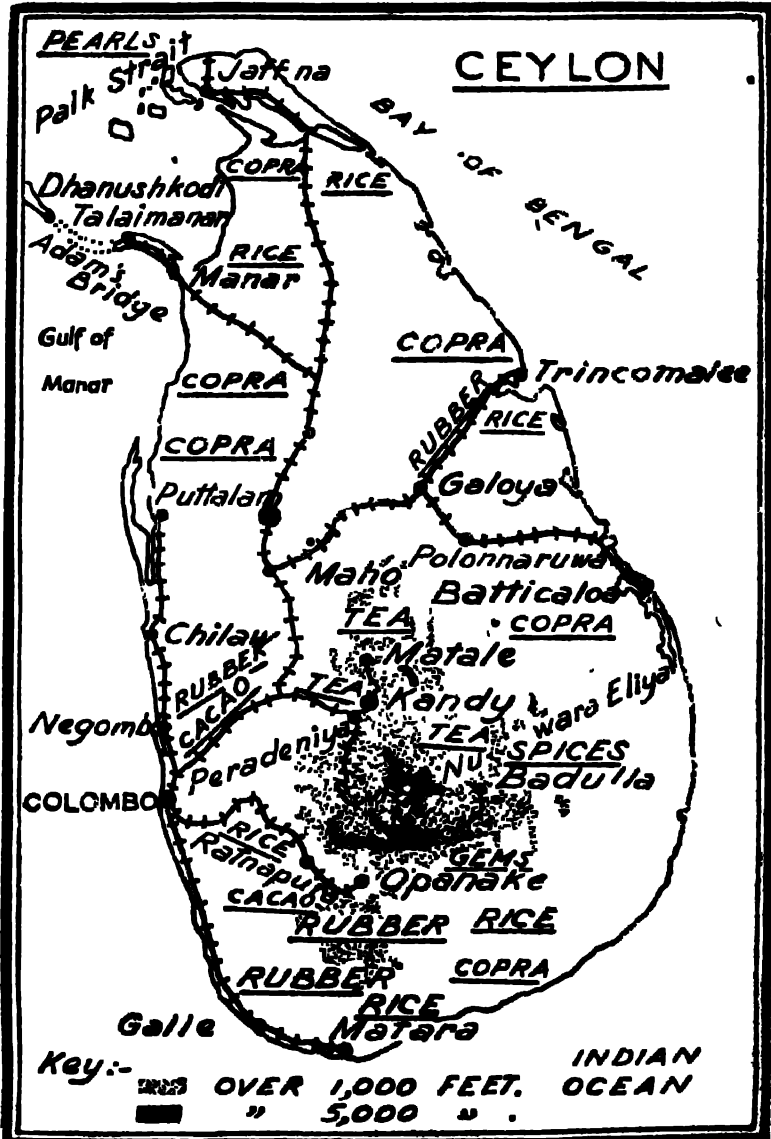 CEYLON
PEARLS
Palk Strait
Jaffna
BAY OF BENGAL
COPRA
RICE
Dhanushkodi
Talaimanar
Adam's
Bridge
RICE
Manar
Gulf of
Manar
COPRA
COPRA
Trincomalee
RUBBER
RICE
COPRA
Puttalam
Galoya
Polonnaruwa
Maho
Batticaloa
TEA
COPRA
Chilaw
Matale
RUBBER
CACAO
TEA
Kandy
Negombo
Peradeniya
TEA
Nuwara Eliya
SPICES
Badulla
COLOMBO
RICE
Ratnapura
GEMS
Opanake
CACAO
RUBBER
RICE
RUBBER
COPRA
RICE
Galle
Matara
INDIAN
OCEAN
Key:-
OVER 1,000 FEET.
" 5,000 " .